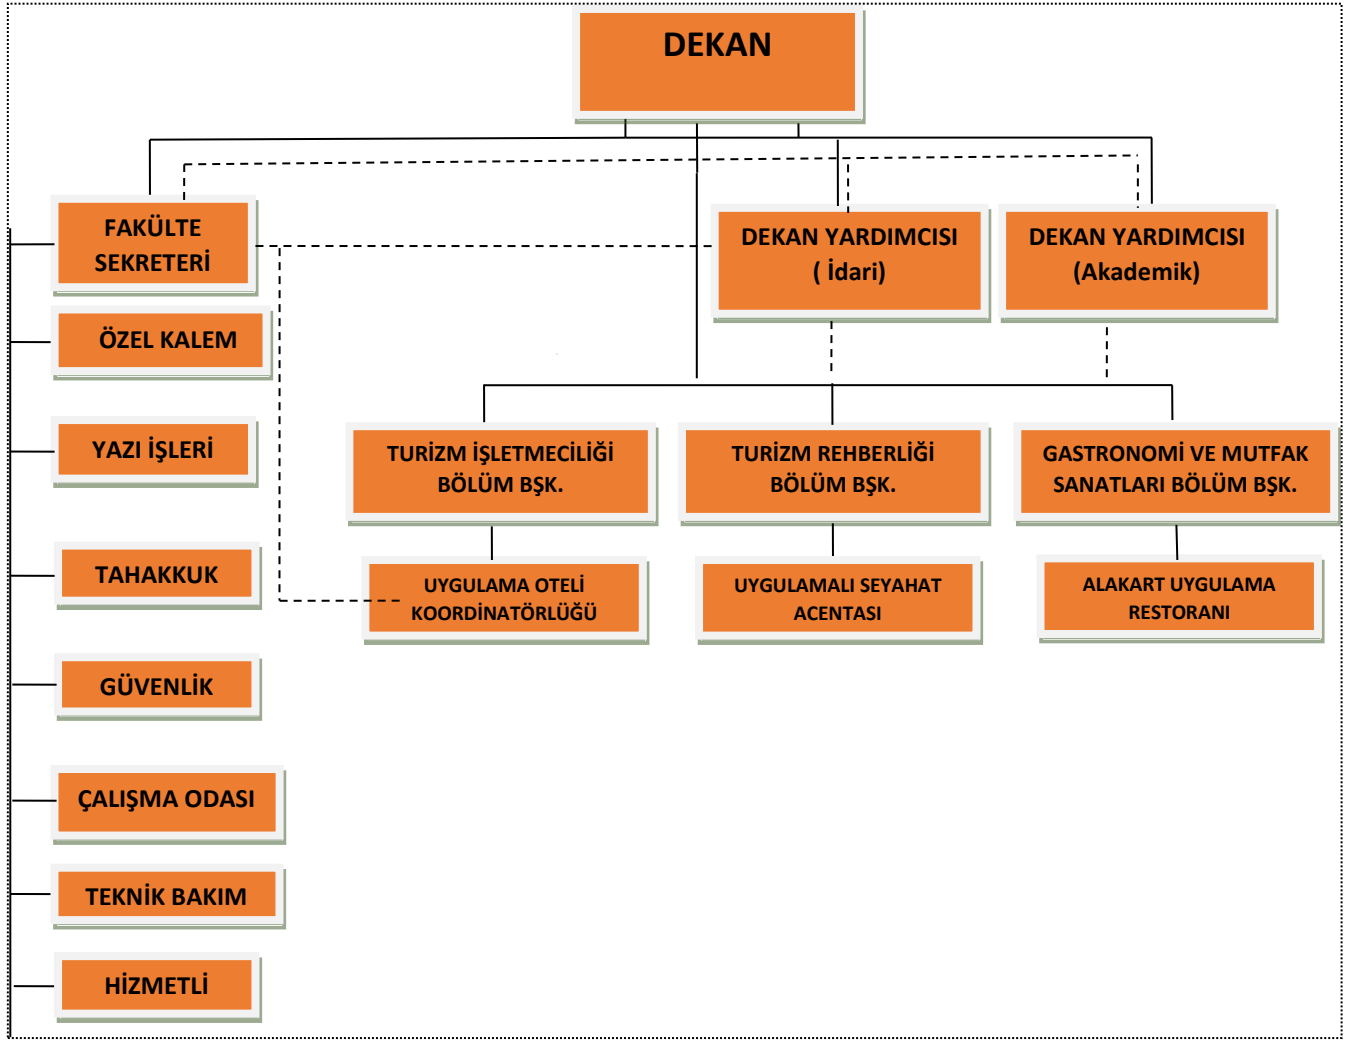 DEKAN
FAKÜLTE
SEKRETERİ
DEKAN YARDIMCISI
( İdari)
DEKAN YARDIMCISI
(Akademik)
ÖZEL KALEM
YAZI İŞLERİ
TURİZM İŞLETMECİLİĞİ
BÖLÜM BŞK.
TURİZM REHBERLİĞİ
BÖLÜM BŞK.
GASTRONOMİ VE MUTFAK
SANATLARI BÖLÜM BŞK.
TAHAKKUK
UYGULAMA OTELİ
KOORDİNATÖRLÜĞÜ
UYGULAMALI SEYAHAT
ACENTASI
ALAKART UYGULAMA
RESTORANI
GÜVENLİK
ÇALIŞMA ODASI
TEKNİK BAKIM
HİZMETLİ